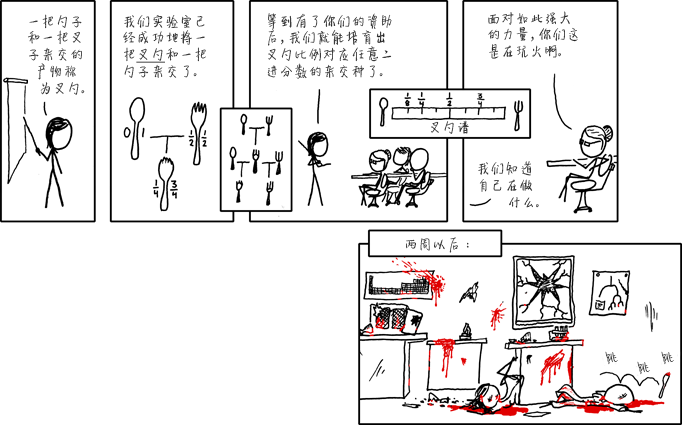 一把勺子
和一把叉
子杂交的
产物称
为叉勺。
我们实验室已
经成功地将一
把叉勺和一把
勺子杂交了。
0
1
1/2
1/2
1/4
3/4
等到有了你们的资助
后，我们就能培育出
叉勺比例对应任意二
进分数的杂交种了。
1/8
1/4
1/2
3/4
叉勺谱
面对如此强大
的力量，你们这
是在玩火啊。
我们知道
自己在做
什么。
两周以后：
跳
跳
跳